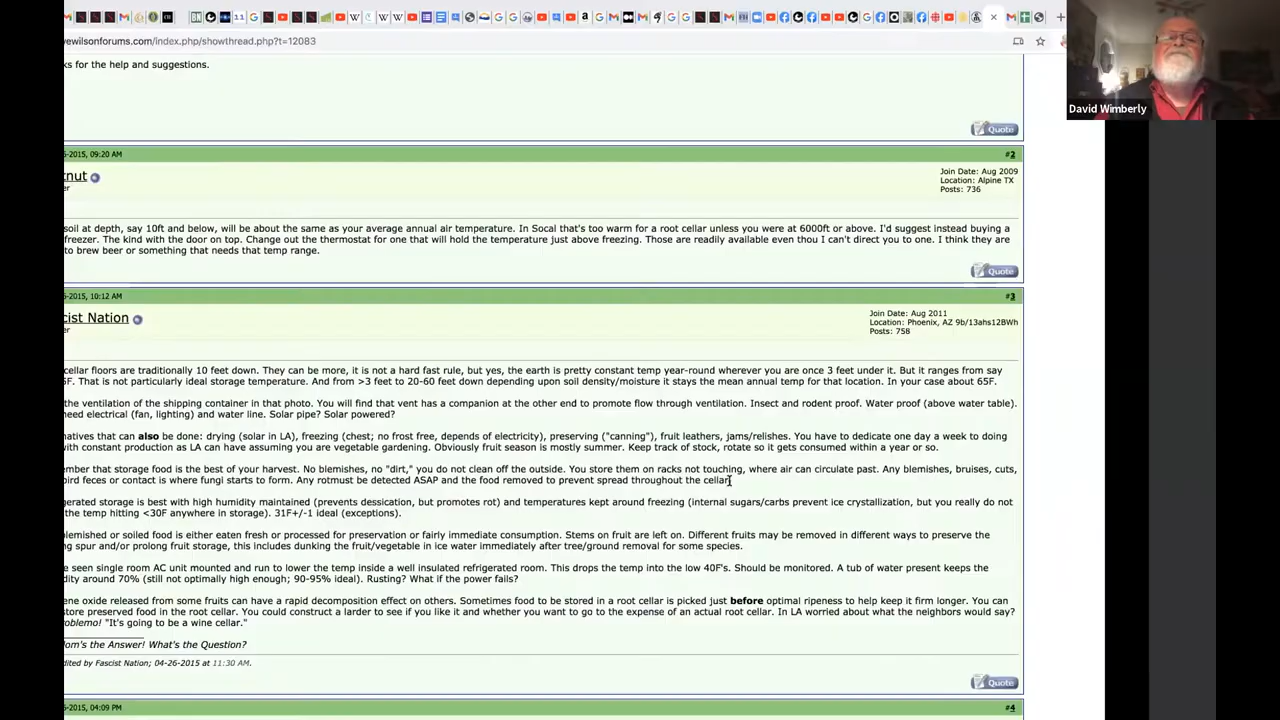 ewilsonforums.com/index.php/showthread.php?t=12083
David Wimberly
ks for the help and suggestions.
Quote
-2015, 09:20 AM
#2
nut
Join Date: Aug 2009
Location: Alpine TX
Posts: 736
soil at depth, say 10ft and below, will be about the same as your average annual air temperature. In Socal that's too warm for a root cellar unless you were at 6000ft or above. I'd suggest instead buying a
freezer. The kind with the door on top. Change out the thermostat for one that will hold the temperature just above freezing. Those are readily available even thou I can't direct you to one. I think they are
to brew beer or something that needs that temp range.
Quote
-2015, 10:12 AM
#3
cist Nation
Join Date: Aug 2011
Location: Phoenix, AZ 9b/13ahs12BWh
Posts: 758
cellar floors are traditionally 10 feet down. They can be more, it is not a hard fast rule, but yes, the earth is pretty constant temp year-round wherever you are once 3 feet under it. But it ranges from say
5F. That is not particularly ideal storage temperature. And from >3 feet to 20-60 feet down depending upon soil density/moisture it stays the mean annual temp for that location. In your case about 65F.
the ventilation of the shipping container in that photo. You will find that vent has a companion at the other end to promote flow through ventilation. Insect and rodent proof. Water proof (above water table).
need electrical (fan, lighting) and water line. Solar pipe? Solar powered?
natives that can also be done: drying (solar in LA), freezing (chest; no frost free, depends of electricity), preserving ("canning"), fruit leathers, jams/relishes. You have to dedicate one day a week to doing
with constant production as LA can have assuming you are vegetable gardening. Obviously fruit season is mostly summer. Keep track of stock, rotate so it gets consumed within a year or so.
ember that storage food is the best of your harvest. No blemishes, no "dirt," you do not clean off the outside. You store them on racks not touching, where air can circulate past. Any blemishes, bruises, cuts,
bird feces or contact is where fungi starts to form. Any rotmust be detected ASAP and the food removed to prevent spread throughout the cellar.
gerated storage is best with high humidity maintained (prevents dessication, but promotes rot) and temperatures kept around freezing (internal sugars/carbs prevent ice crystallization, but you really do not
the temp hitting <30F anywhere in storage). 31F+/-1 ideal (exceptions).
blemished or soiled food is either eaten fresh or processed for preservation or fairly immediate consumption. Stems on fruit are left on. Different fruits may be removed in different ways to preserve the
ng spur and/or prolong fruit storage, this includes dunking the fruit/vegetable in ice water immediately after tree/ground removal for some species.
e seen single room AC unit mounted and run to lower the temp inside a well insulated refrigerated room. This drops the temp into the low 40F's. Should be monitored. A tub of water present keeps the
dity around 70% (still not optimally high enough; 90-95% ideal). Rusting? What if the power fails?
ene oxide released from some fruits can have a rapid decomposition effect on others. Sometimes food to be stored in a root cellar is picked just before optimal ripeness to help keep it firm longer. You can
store preserved food in the root cellar. You could construct a larder to see if you like it and whether you want to go to the expense of an actual root cellar. In LA worried about what the neighbors would say?
roblemo! "It's going to be a wine cellar."
dom's the Answer! What's the Question?
dited by Fascist Nation; 04-26-2015 at 11:30 AM.
Quote
-2015, 04:09 PM
#4